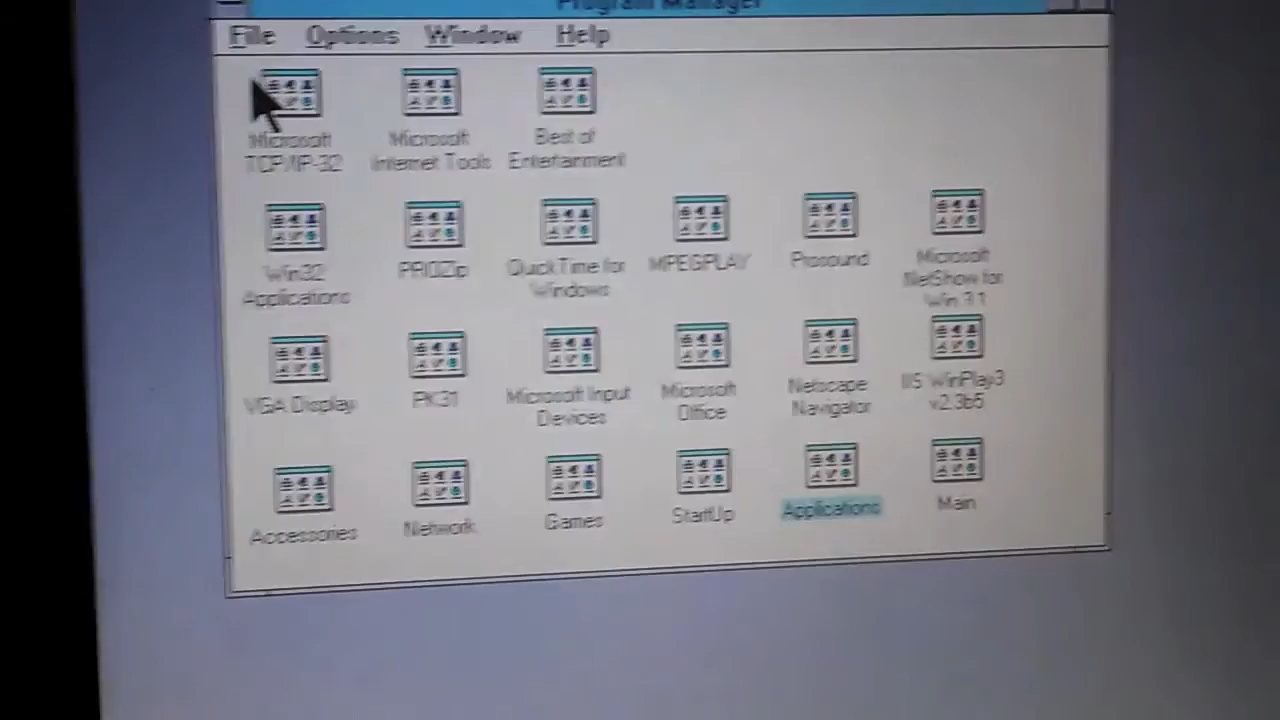 Program Manager
File Options Window Help
Microsoft TCP/IP-32
Microsoft Internet Tools
Best of Entertainment
Win32 Applications
PROZip
QuickTime for Windows
MPEGPLAY
Prosound
Microsoft NetShow for Win 3.1
VGA Display
PK31
Microsoft Input Devices
Microsoft Office
Netscape Navigator
IIS WinPlay3 v2.3b5
Accessories
Network
Games
StartUp
Applications
Main